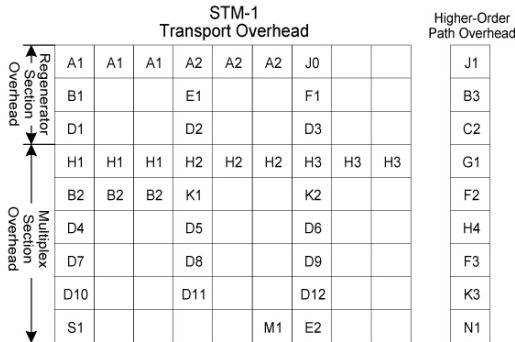 STM-1
Transport Overhead
Higher-Order
Path Overhead
Regenerator
Section
Overhead
A1 A1 A1 A2 A2 A2 J0
J1
B1 E1 F1
B3
D1 D2 D3
C2
Multiplex
Section
Overhead
H1 H1 H1 H2 H2 H2 H3 H3 H3
G1
B2 B2 B2 K1 K2
F2
D4 D5 D6
H4
D7 D8 D9
F3
D10 D11 D12
K3
S1 M1 E2
N1